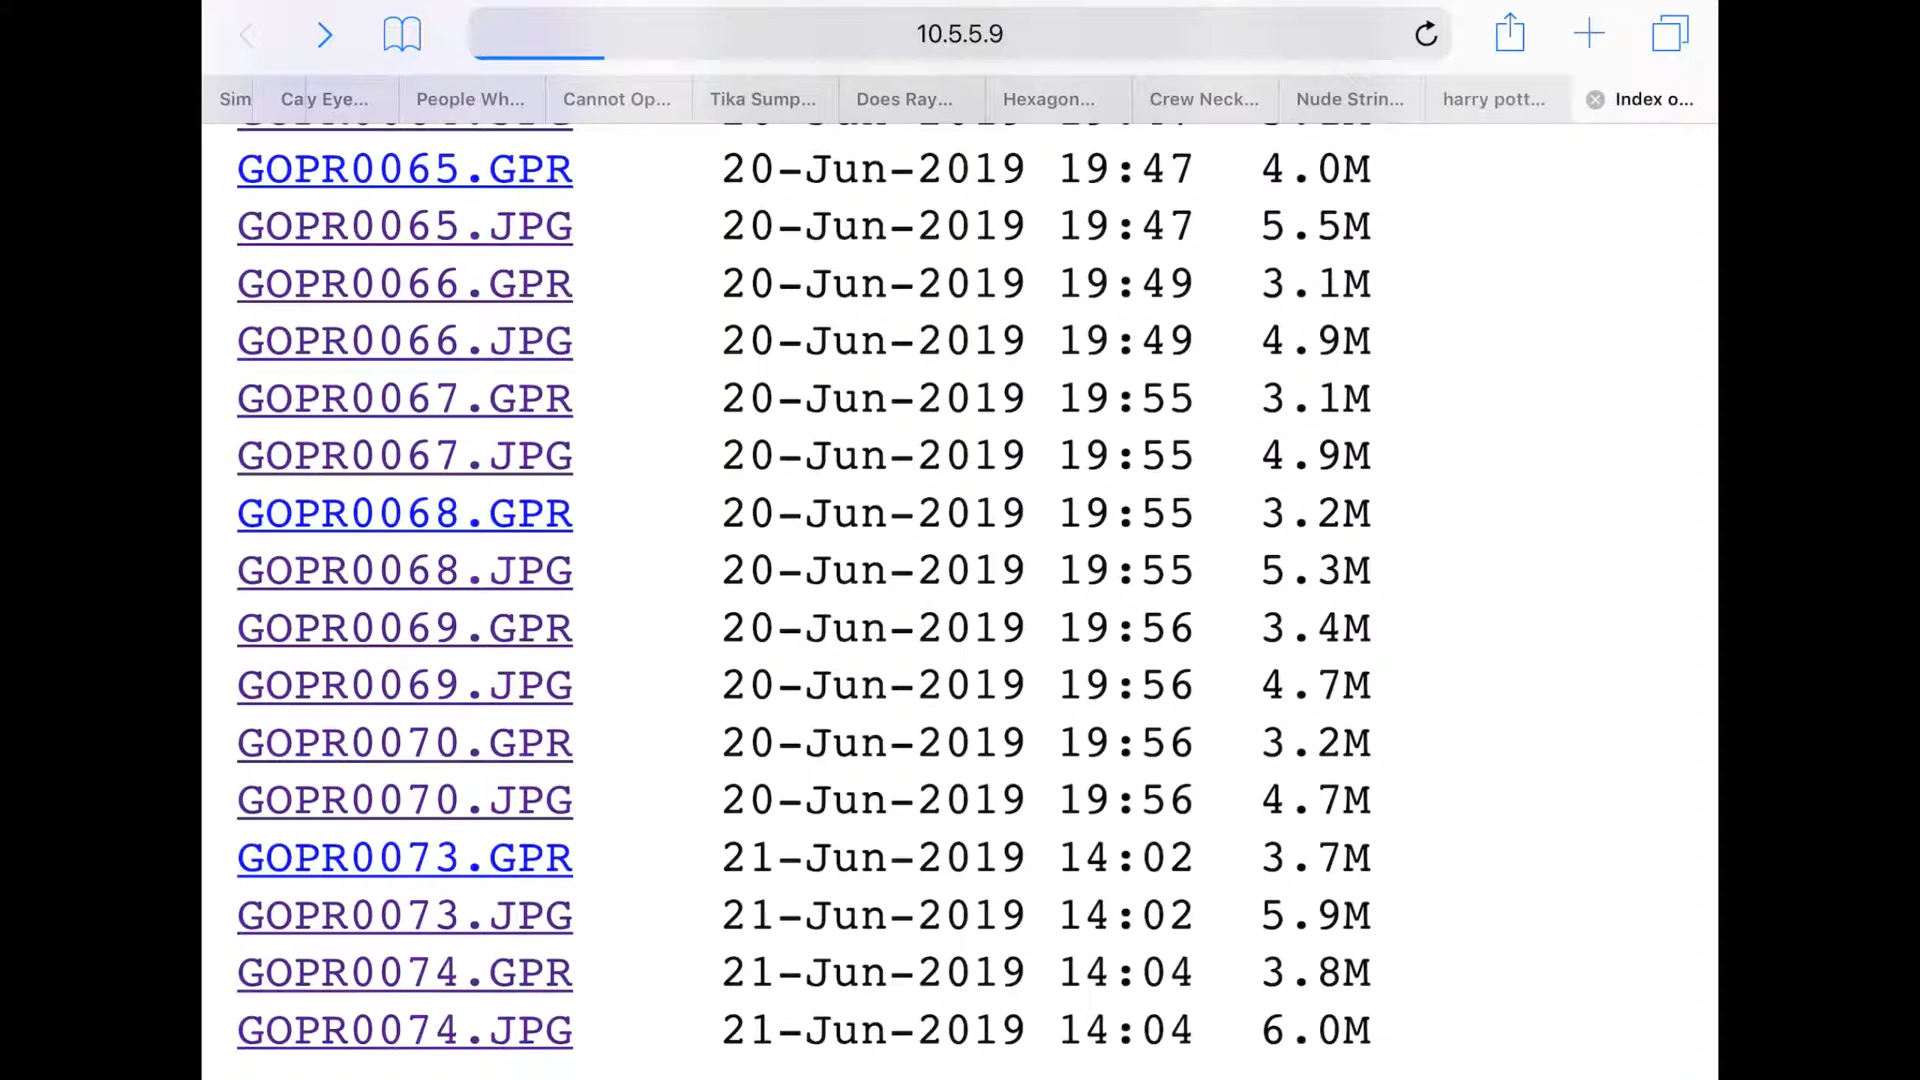 10.5.5.9
Sim Ca y Eye... People Wh... Cannot Op... Tika Sump... Does Ray... Hexagon... Crew Neck... Nude Strin... harry pott... Index o...
GOPR0065.GPR 20-Jun-2019 19:47 4.0M
GOPR0065.JPG 20-Jun-2019 19:47 5.5M
GOPR0066.GPR 20-Jun-2019 19:49 3.1M
GOPR0066.JPG 20-Jun-2019 19:49 4.9M
GOPR0067.GPR 20-Jun-2019 19:55 3.1M
GOPR0067.JPG 20-Jun-2019 19:55 4.9M
GOPR0068.GPR 20-Jun-2019 19:55 3.2M
GOPR0068.JPG 20-Jun-2019 19:55 5.3M
GOPR0069.GPR 20-Jun-2019 19:56 3.4M
GOPR0069.JPG 20-Jun-2019 19:56 4.7M
GOPR0070.GPR 20-Jun-2019 19:56 3.2M
GOPR0070.JPG 20-Jun-2019 19:56 4.7M
GOPR0073.GPR 21-Jun-2019 14:02 3.7M
GOPR0073.JPG 21-Jun-2019 14:02 5.9M
GOPR0074.GPR 21-Jun-2019 14:04 3.8M
GOPR0074.JPG 21-Jun-2019 14:04 6.0M